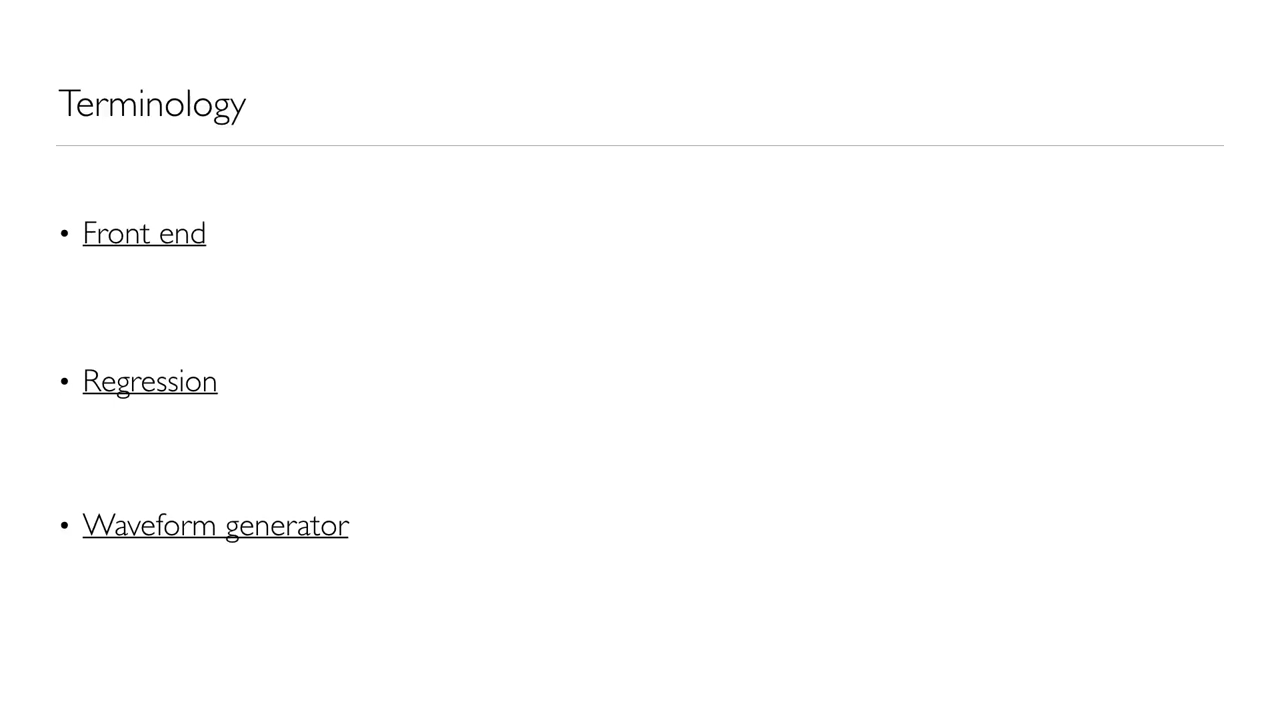 Terminology
• Front end
• Regression
• Waveform generator